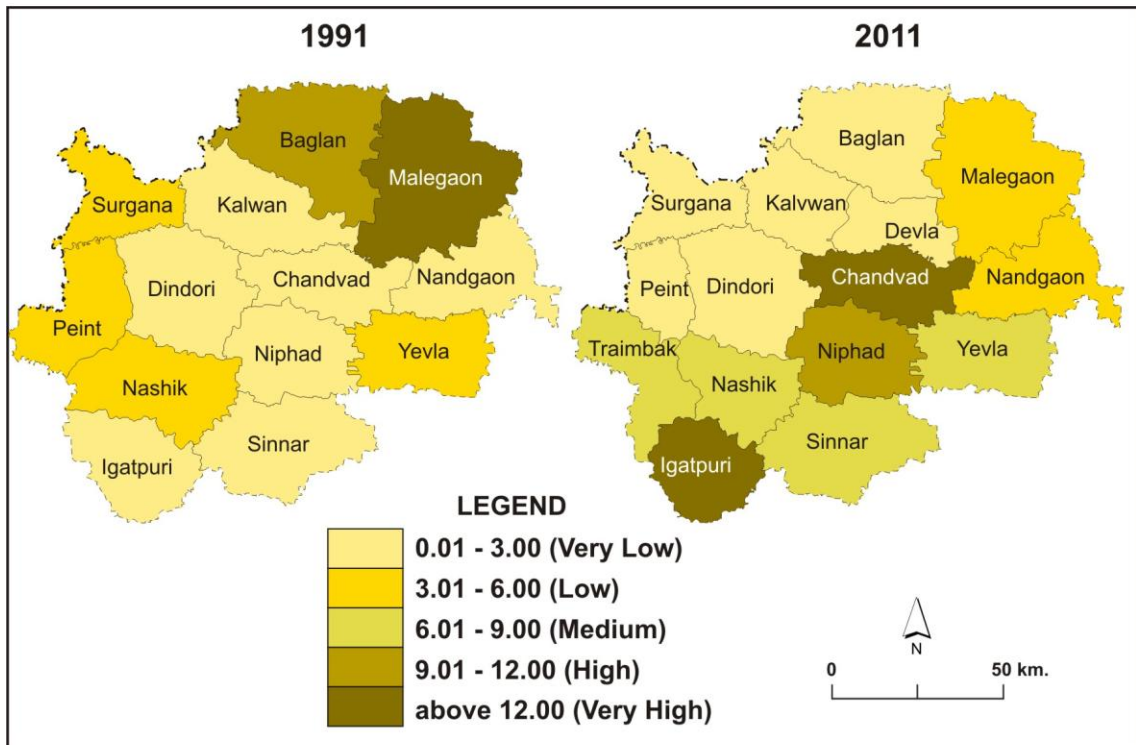 1991
Baglan
Malegaon
Surgana
Kalwan
Nandgaon
Chandvad
Dindori
Peint
Niphad
Yevla
Nashik
Sinnar
Igatpuri
2011
Baglan
Malegaon
Surgana
Kalvwan
Devla
Chandvad
Nandgaon
Peint
Dindori
Traimbak
Niphad
Yevla
Nashik
Sinnar
Igatpuri
LEGEND
0.01 - 3.00 (Very Low)
3.01 - 6.00 (Low)
6.01 - 9.00 (Medium)
9.01 - 12.00 (High)
above 12.00 (Very High)
N
0 50 km.